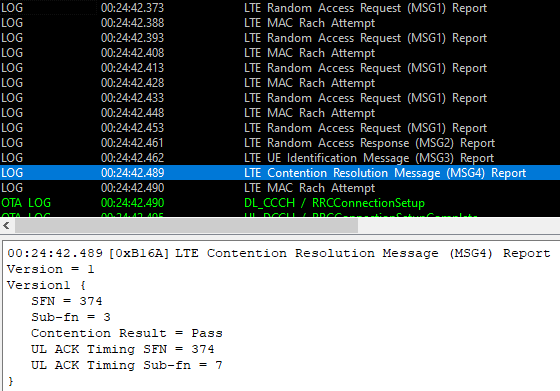 LOG 00:24:42.373 LTE Random Access Request (MSG1) Report
LOG 00:24:42.388 LTE MAC Rach Attempt
LOG 00:24:42.393 LTE Random Access Request (MSG1) Report
LOG 00:24:42.408 LTE MAC Rach Attempt
LOG 00:24:42.413 LTE Random Access Request (MSG1) Report
LOG 00:24:42.428 LTE MAC Rach Attempt
LOG 00:24:42.433 LTE Random Access Request (MSG1) Report
LOG 00:24:42.448 LTE MAC Rach Attempt
LOG 00:24:42.453 LTE Random Access Request (MSG1) Report
LOG 00:24:42.461 LTE Random Access Response (MSG2) Report
LOG 00:24:42.462 LTE UE Identification Message (MSG3) Report
LOG 00:24:42.489 LTE Contention Resolution Message (MSG4) Report
LOG 00:24:42.490 LTE MAC Rach Attempt
OTA LOG 00:24:42.490 DL_CCCH / RRCConnectionSetup
OTA LOG 00:24:42.495 UL_DCCH / RRCConnectionSetupComplete
00:24:42.489 [0xB16A] LTE Contention Resolution Message (MSG4) Report
Version = 1
Version1 {
SFN = 374
Sub-fn = 3
Contention Result = Pass
UL ACK Timing SFN = 374
UL ACK Timing Sub-fn = 7
}